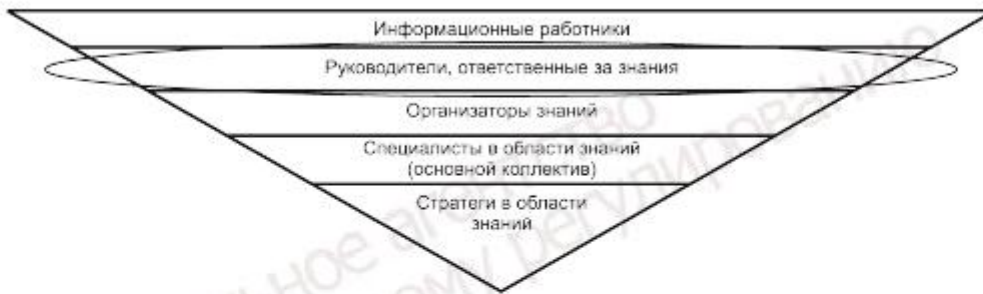 Информационные работники
Руководители, ответственные за знания
Организаторы знаний
Специалисты в области знаний
(основной коллектив)
Стратеги в области
знаний